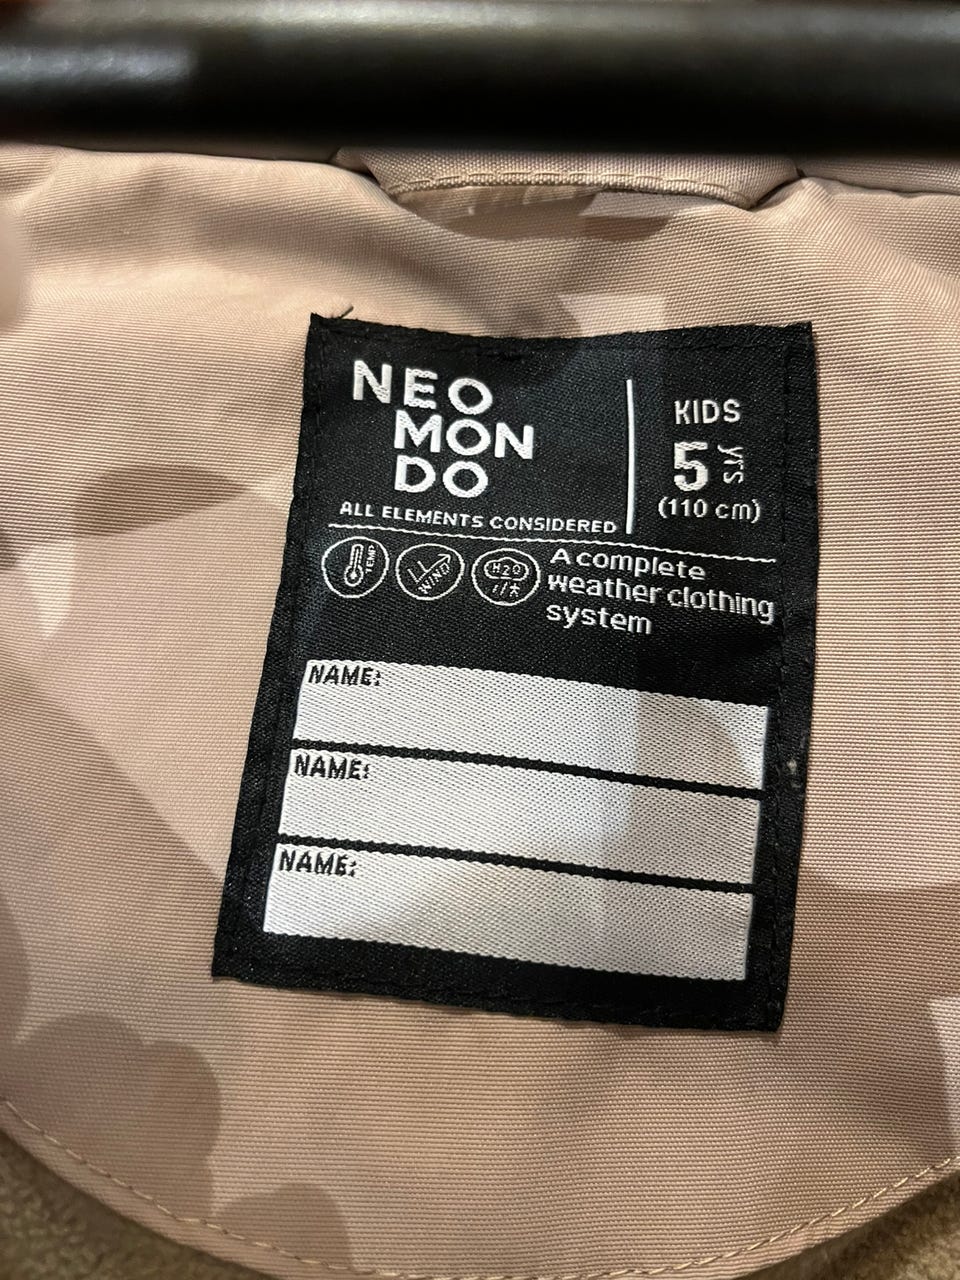 NEO
MON
DO
ALL ELEMENTS CONSIDERED
KIDS
5 yrs
(110 cm)
TEMP
WIND
H2O
A complete
weather clothing
system
NAME:
NAME:
NAME: